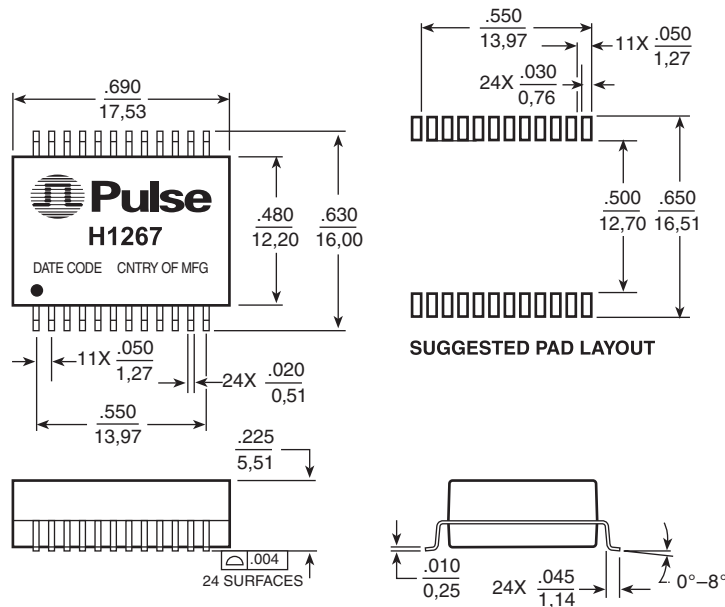 .690
17,53
Pulse
H1267
DATE CODE CNTRY OF MFG
.480
12,20
.630
16,00
11X .050
1,27
24X .020
0,51
.550
13,97
.550
13,97
11X .050
1,27
24X .030
0,76
.500
12,70
.650
16,51
SUGGESTED PAD LAYOUT
.225
5,51
.004
24 SURFACES
.010
0,25
24X .045
1,14
0°–8°